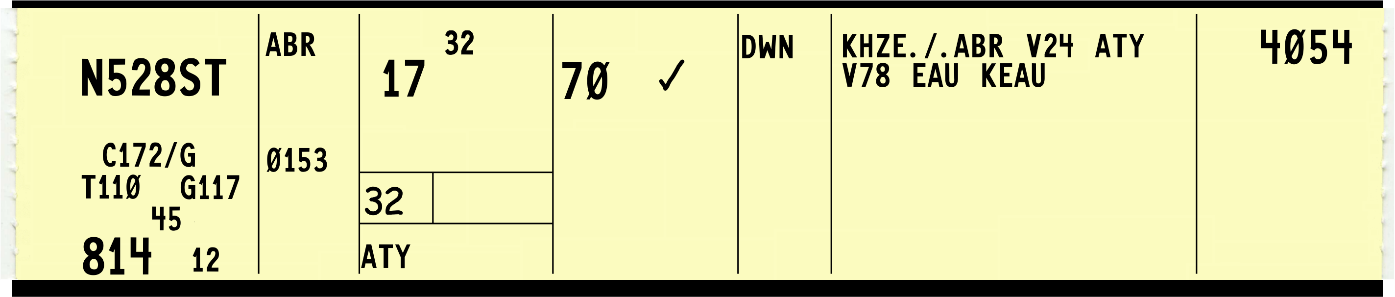 N528ST
C172/G
T11Ø G117
45
814 12
ABR
Ø153
32
17
32
ATY
7Ø ✓
DWN
KHZE./.ABR V24 ATY
V78 EAU KEAU
4Ø54